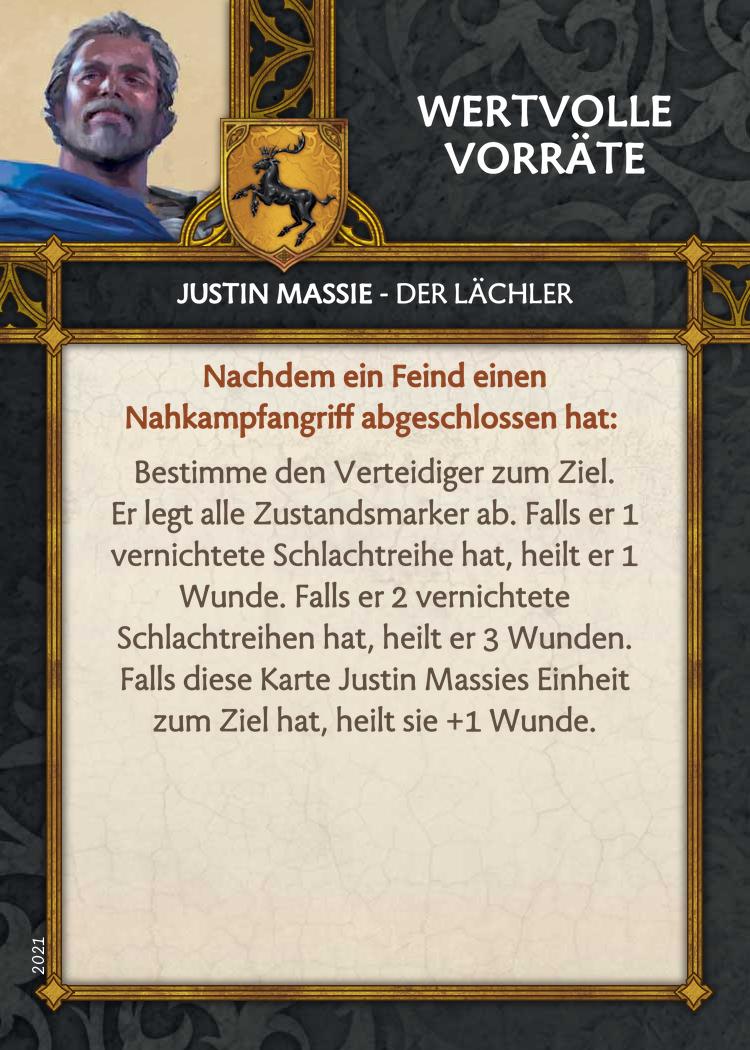 WERTVOLLE
VORRÄTE
JUSTIN MASSIE - DER LÄCHLER
Nachdem ein Feind einen
Nahkampfangriff abgeschlossen hat:
Bestimme den Verteidiger zum Ziel.
Er legt alle Zustandsmarker ab. Falls er 1
vernichtete Schlachtreihe hat, heilt er 1
Wunde. Falls er 2 vernichtete
Schlachtreihen hat, heilt er 3 Wunden.
Falls diese Karte Justin Massies Einheit
zum Ziel hat, heilt sie +1 Wunde.
2021